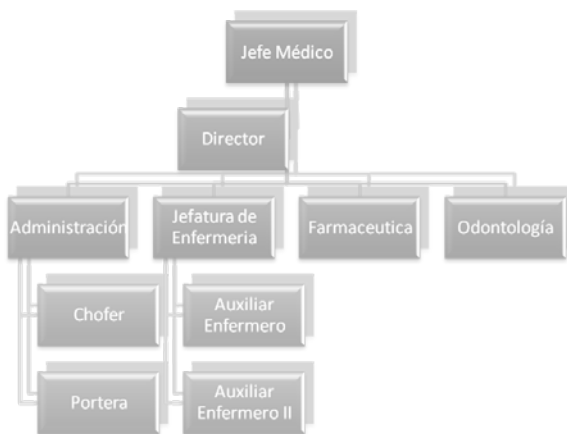 Jefe Médico
Director
Administración
Jefatura de
Enfermeria
Farmaceutica
Odontología
Chofer
Auxiliar
Enfermero
Portera
Auxiliar
Enfermero II